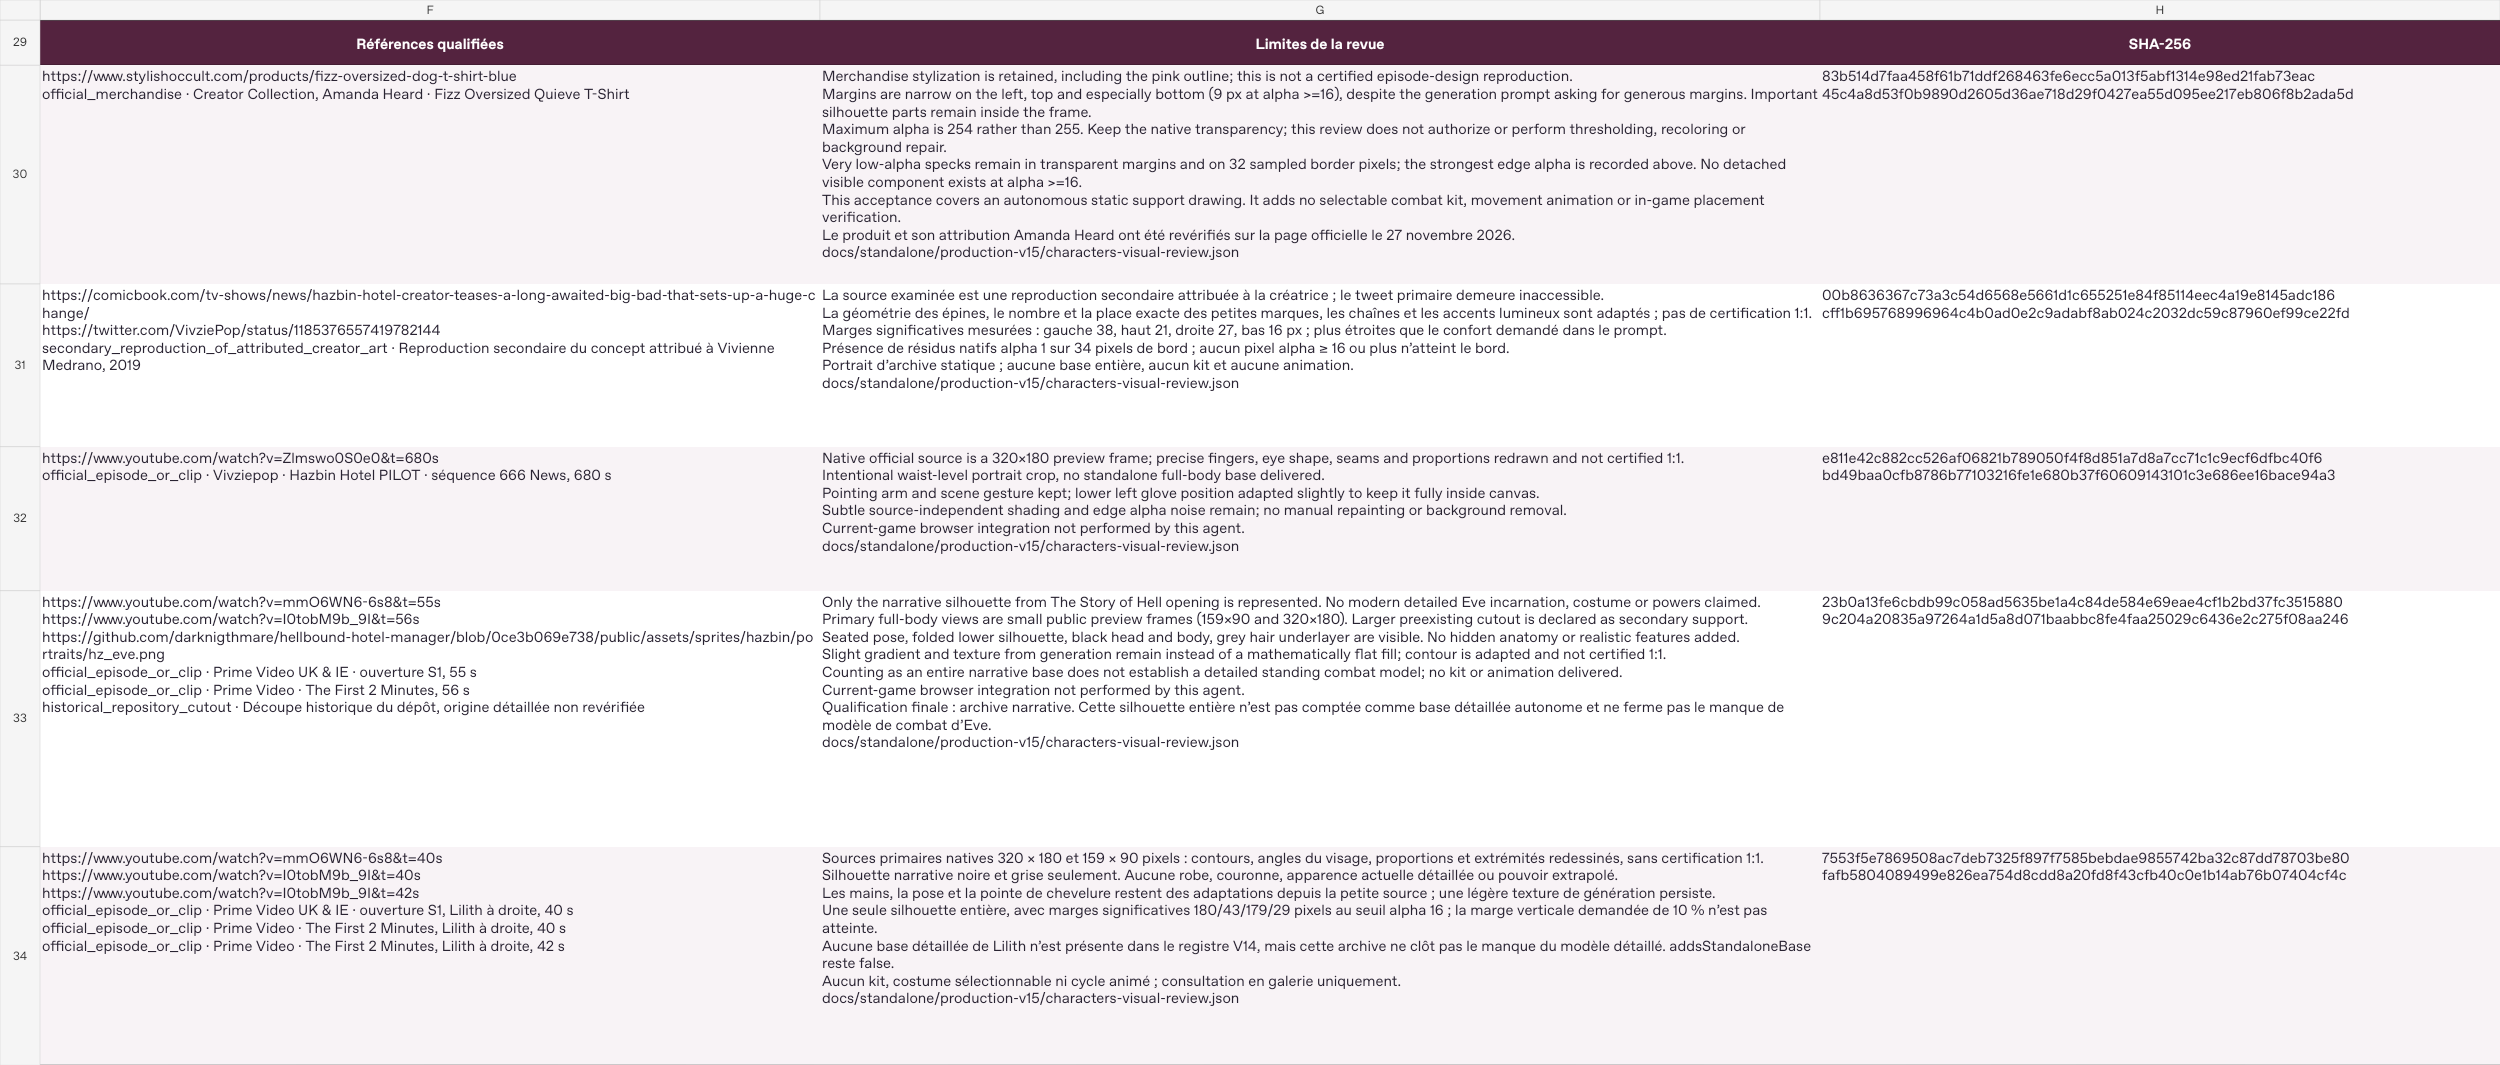 F
G
H
29
Références qualifiées
Limites de la revue
SHA-256
30
https://www.stylishoccult.com/products/fizz-oversized-dog-t-shirt-blue
official_merchandise · Creator Collection, Amanda Heard · Fizz Oversized Quieve T-Shirt
Merchandise stylization is retained, including the pink outline; this is not a certified episode-design reproduction.
Margins are narrow on the left, top and especially bottom (9 px at alpha >=16), despite the generation prompt asking for generous margins. Important
silhouette parts remain inside the frame.
Maximum alpha is 254 rather than 255. Keep the native transparency; this review does not authorize or perform thresholding, recoloring or
background repair.
Very low-alpha specks remain in transparent margins and on 32 sampled border pixels; the strongest edge alpha is recorded above. No detached
visible component exists at alpha >=16.
This acceptance covers an autonomous static support drawing. It adds no selectable combat kit, movement animation or in-game placement
verification.
Le produit et son attribution Amanda Heard ont été revérifiés sur la page officielle le 27 novembre 2026.
docs/standalone/production-v15/characters-visual-review.json
83b514d7faa458f61b71ddf268463fe6ecc5a013f5abf1314e98ed21fab73eac
45c4a8d53f0b9890d2605d36ae718d29f0427ea55d095ee217eb806f8b2ada5d
31
https://comicbook.com/tv-shows/news/hazbin-hotel-creator-teases-a-long-awaited-big-bad-that-sets-up-a-huge-c
hange/
https://twitter.com/VivziePop/status/1185376557419782144
secondary_reproduction_of_attributed_creator_art · Reproduction secondaire du concept attribué à Vivienne
Medrano, 2019
La source examinée est une reproduction secondaire attribuée à la créatrice ; le tweet primaire demeure inaccessible.
La géométrie des épines, le nombre et la place exacte des petites marques, les chaînes et les accents lumineux sont adaptés ; pas de certification 1:1.
Marges significatives mesurées : gauche 38, haut 21, droite 27, bas 16 px ; plus étroites que le confort demandé dans le prompt.
Présence de résidus natifs alpha 1 sur 34 pixels de bord ; aucun pixel alpha ≥ 16 ou plus n’atteint le bord.
Portrait d’archive statique ; aucune base entière, aucun kit et aucune animation.
docs/standalone/production-v15/characters-visual-review.json
00b8636367c73a3c54d6568e5661d1c655251e84f85114eec4a19e8145adc186
cff1b695768996964c4b0ad0e2c9adabf8ab024c2032dc59c87960ef99ce22fd
32
https://www.youtube.com/watch?v=Zlmswo0S0e0&t=680s
official_episode_or_clip · Vivziepop · Hazbin Hotel PILOT · séquence 666 News, 680 s
Native official source is a 320×180 preview frame; precise fingers, eye shape, seams and proportions redrawn and not certified 1:1.
Intentional waist-level portrait crop, no standalone full-body base delivered.
Pointing arm and scene gesture kept; lower left glove position adapted slightly to keep it fully inside canvas.
Subtle source-independent shading and edge alpha noise remain; no manual repainting or background removal.
Current-game browser integration not performed by this agent.
docs/standalone/production-v15/characters-visual-review.json
e811e42c882cc526af06821b789050f4f8d851a7d8a7cc71c1c9ecf6dfbc40f6
bd49baa0cfb8786b77103216fe1e680b37f60609143101c3e686ee16bace94a3
33
https://www.youtube.com/watch?v=mmO6WN6-6s8&t=55s
https://www.youtube.com/watch?v=I0tobM9b_9I&t=56s
https://github.com/darknigthmare/hellbound-hotel-manager/blob/0ce3b069e738/public/assets/sprites/hazbin/po
rtraits/hz_eve.png
official_episode_or_clip · Prime Video UK & IE · ouverture S1, 55 s
official_episode_or_clip · Prime Video · The First 2 Minutes, 56 s
historical_repository_cutout · Découpe historique du dépôt, origine détaillée non revérifiée
Only the narrative silhouette from The Story of Hell opening is represented. No modern detailed Eve incarnation, costume or powers claimed.
Primary full-body views are small public preview frames (159×90 and 320×180). Larger preexisting cutout is declared as secondary support.
Seated pose, folded lower silhouette, black head and body, grey hair underlayer are visible. No hidden anatomy or realistic features added.
Slight gradient and texture from generation remain instead of a mathematically flat fill; contour is adapted and not certified 1:1.
Counting as an entire narrative base does not establish a detailed standing combat model; no kit or animation delivered.
Current-game browser integration not performed by this agent.
Qualification finale : archive narrative. Cette silhouette entière n’est pas comptée comme base détaillée autonome et ne ferme pas le manque de
modèle de combat d’Eve.
docs/standalone/production-v15/characters-visual-review.json
23b0a13fe6cbdb99c058ad5635be1a4c84de584e69eae4cf1b2bd37fc3515880
9c204a20835a97264a1d5a8d071baabbc8fe4faa25029c6436e2c275f08aa246
34
https://www.youtube.com/watch?v=mmO6WN6-6s8&t=40s
https://www.youtube.com/watch?v=I0tobM9b_9I&t=40s
https://www.youtube.com/watch?v=I0tobM9b_9I&t=42s
official_episode_or_clip · Prime Video UK & IE · ouverture S1, Lilith à droite, 40 s
official_episode_or_clip · Prime Video · The First 2 Minutes, Lilith à droite, 40 s
official_episode_or_clip · Prime Video · The First 2 Minutes, Lilith à droite, 42 s
Sources primaires natives 320 × 180 et 159 × 90 pixels : contours, angles du visage, proportions et extrémités redessinés, sans certification 1:1.
Silhouette narrative noire et grise seulement. Aucune robe, couronne, apparence actuelle détaillée ou pouvoir extrapolé.
Les mains, la pose et la pointe de chevelure restent des adaptations depuis la petite source ; une légère texture de génération persiste.
Une seule silhouette entière, avec marges significatives 180/43/179/29 pixels au seuil alpha 16 ; la marge verticale demandée de 10 % n’est pas
atteinte.
Aucune base détaillée de Lilith n’est présente dans le registre V14, mais cette archive ne clôt pas le manque du modèle détaillé. addsStandaloneBase
reste false.
Aucun kit, costume sélectionnable ni cycle animé ; consultation en galerie uniquement.
docs/standalone/production-v15/characters-visual-review.json
7553f5e7869508ac7deb7325f897f7585bebdae9855742ba32c87dd78703be80
fafb5804089499e826ea754d8cdd8a20fd8f43cfb40c0e1b14ab76b07404cf4c